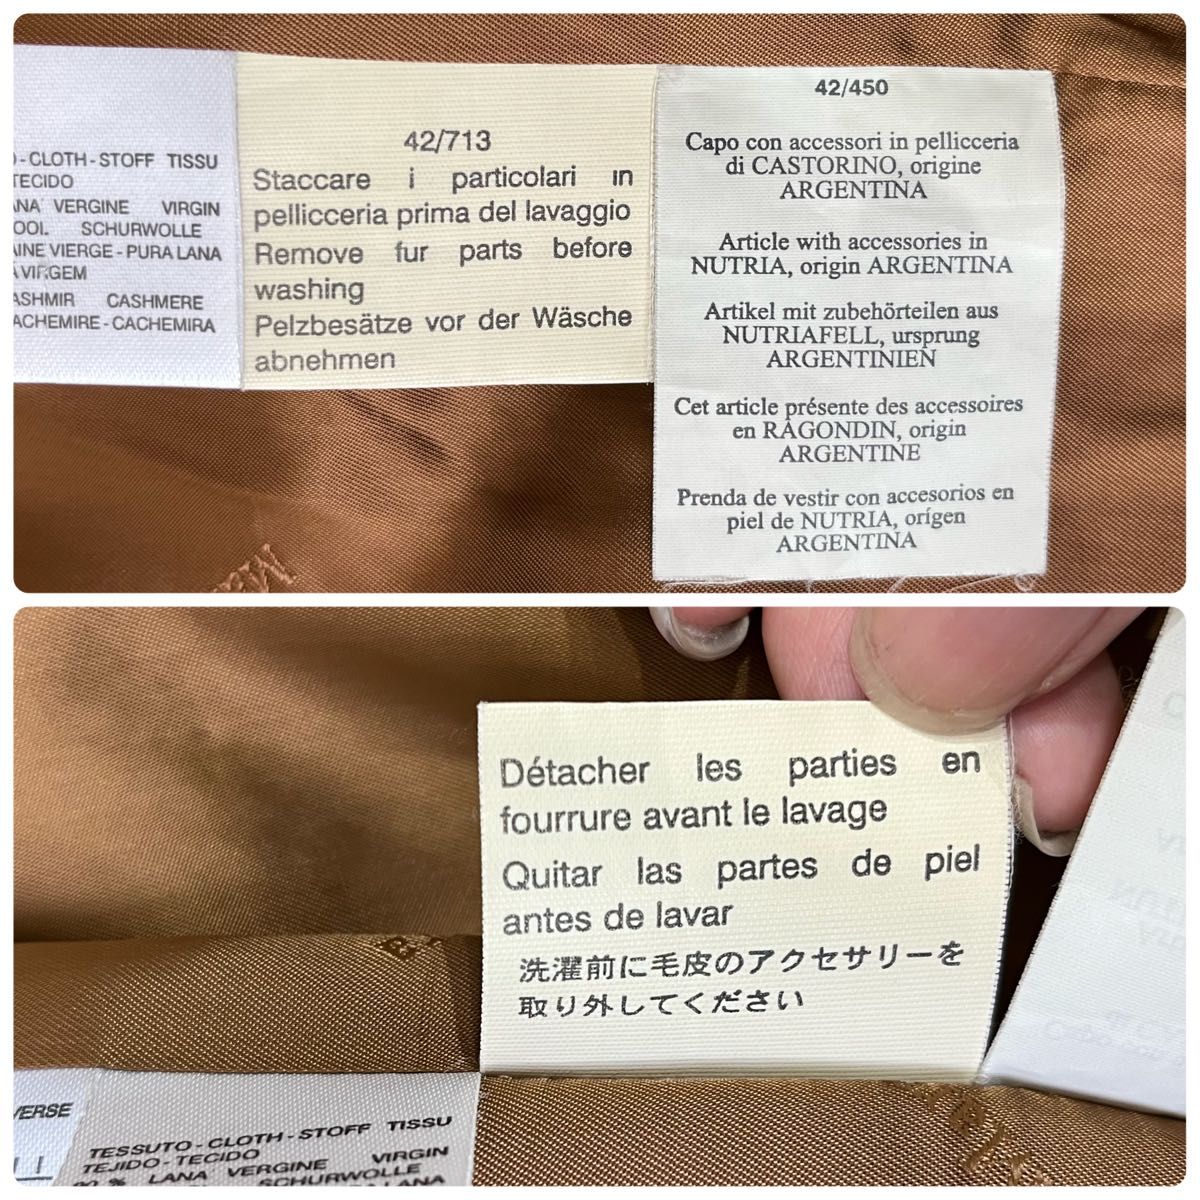 -CLOTH-STOFF TISSU
TECIDO
VERGINE VIRGIN
SCHURWOLLE
VIERGE-PURA LANA
VIRGEM
CASHMERE
CACHEMIRA
42/713
Staccare i particolari in
pellicceria prima del lavaggio
Remove fur parts before
washing
Pelzbesätze vor der Wäsche
abnehmen
42/450
Capo con accessori in pellicceria
di CASTORINO, origine
ARGENTINA
Article with accessories in
NUTRIA, origin ARGENTINA
Artikel mit zubehörteilen aus
NUTRIAFELL, ursprung
ARGENTINIEN
Cet article présente des accessoires
en RAGONDIN, origin
ARGENTINE
Prenda de vestir con accesorios en
piel de NUTRIA, orígen
ARGENTINA
Détacher les parties en
fourrure avant le lavage
Quitar las partes de piel
antes de lavar
洗濯前に毛皮のアクセサリーを
取り外してください
VERSE
TESSUTO-CLOTH-STOFF TISSU
TEJIDO-TECIDO
% LANA VERGINE VIRGIN
SCHURWOLLE